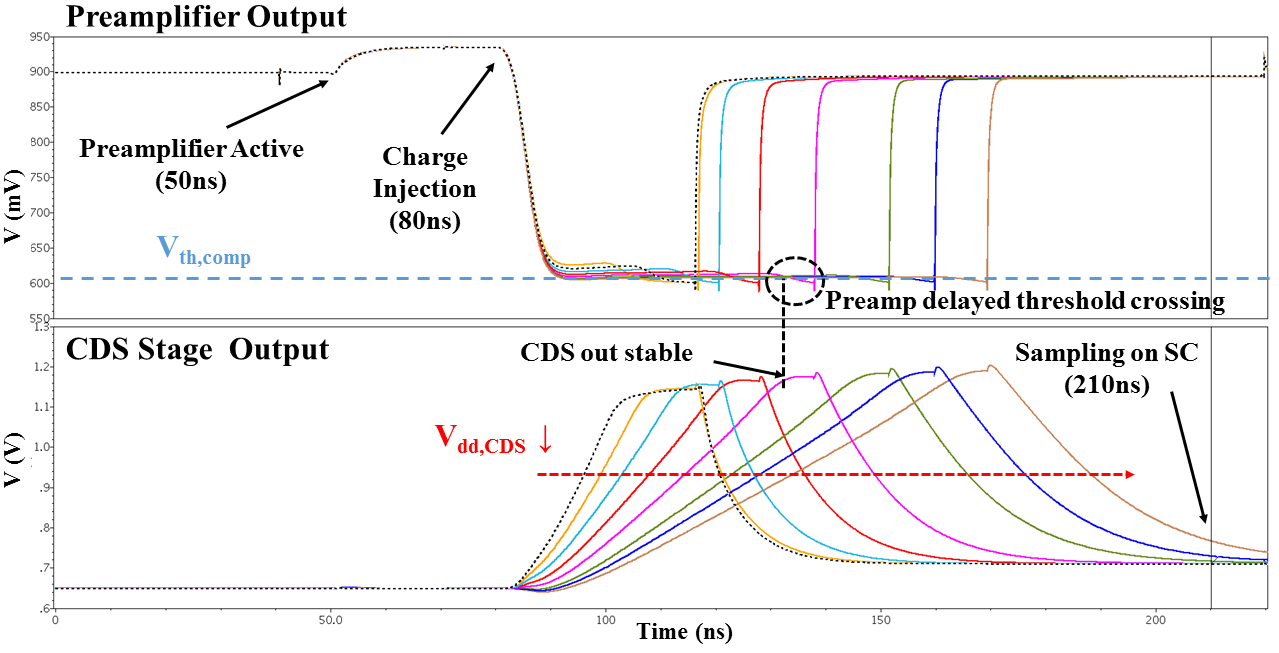 Preamplifier Output
V (mV)
950
900
850
800
750
700
650
600
550
Preamplifier Active
(50ns)
Charge
Injection
(80ns)
Vth,comp
Preamp delayed threshold crossing
CDS Stage Output
V (V)
1.3
1.2
1.1
1.0
.9
.8
.7
.6
CDS out stable
Sampling on SC
(210ns)
Vdd,CDS ↓
0
50.0
100
150
200
Time (ns)